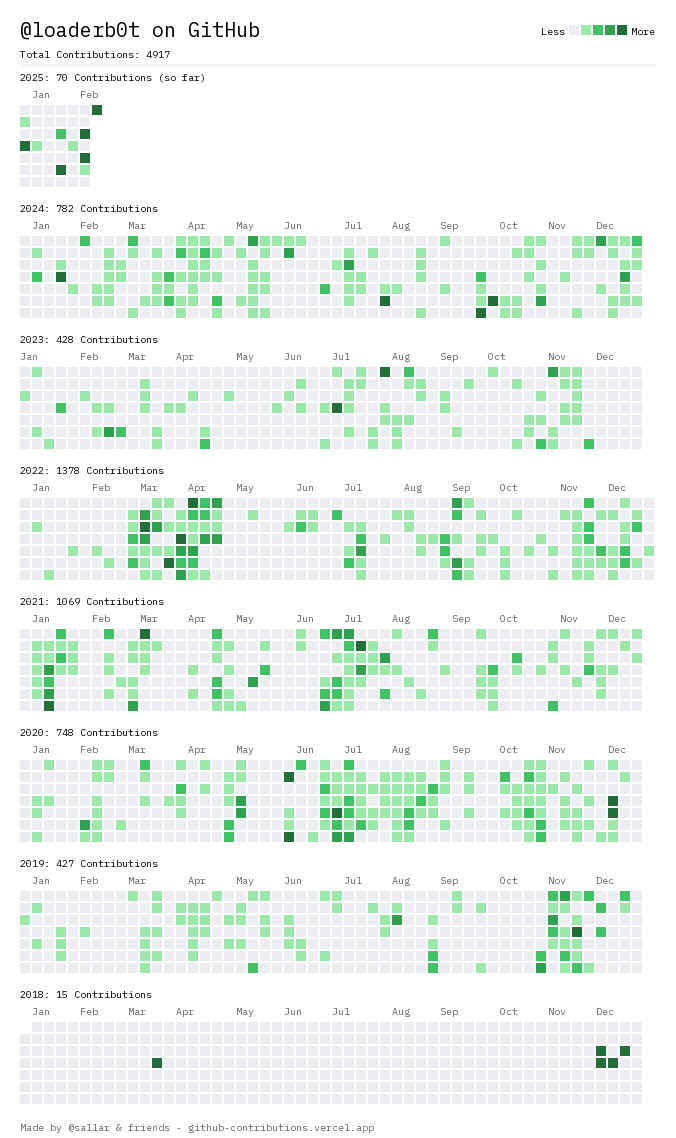 @loaderb0t on GitHub
Less More
Total Contributions: 4917
2025: 70 Contributions (so far)
Jan Feb
2024: 782 Contributions
Jan Feb Mar Apr May Jun Jul Aug Sep Oct Nov Dec
2023: 428 Contributions
Jan Feb Mar Apr May Jun Jul Aug Sep Oct Nov Dec
2022: 1378 Contributions
Jan Feb Mar Apr May Jun Jul Aug Sep Oct Nov Dec
2021: 1069 Contributions
Jan Feb Mar Apr May Jun Jul Aug Sep Oct Nov Dec
2020: 748 Contributions
Jan Feb Mar Apr May Jun Jul Aug Sep Oct Nov Dec
2019: 427 Contributions
Jan Feb Mar Apr May Jun Jul Aug Sep Oct Nov Dec
2018: 15 Contributions
Jan Feb Mar Apr May Jun Jul Aug Sep Oct Nov Dec
Made by @sallar & friends - github-contributions.vercel.app